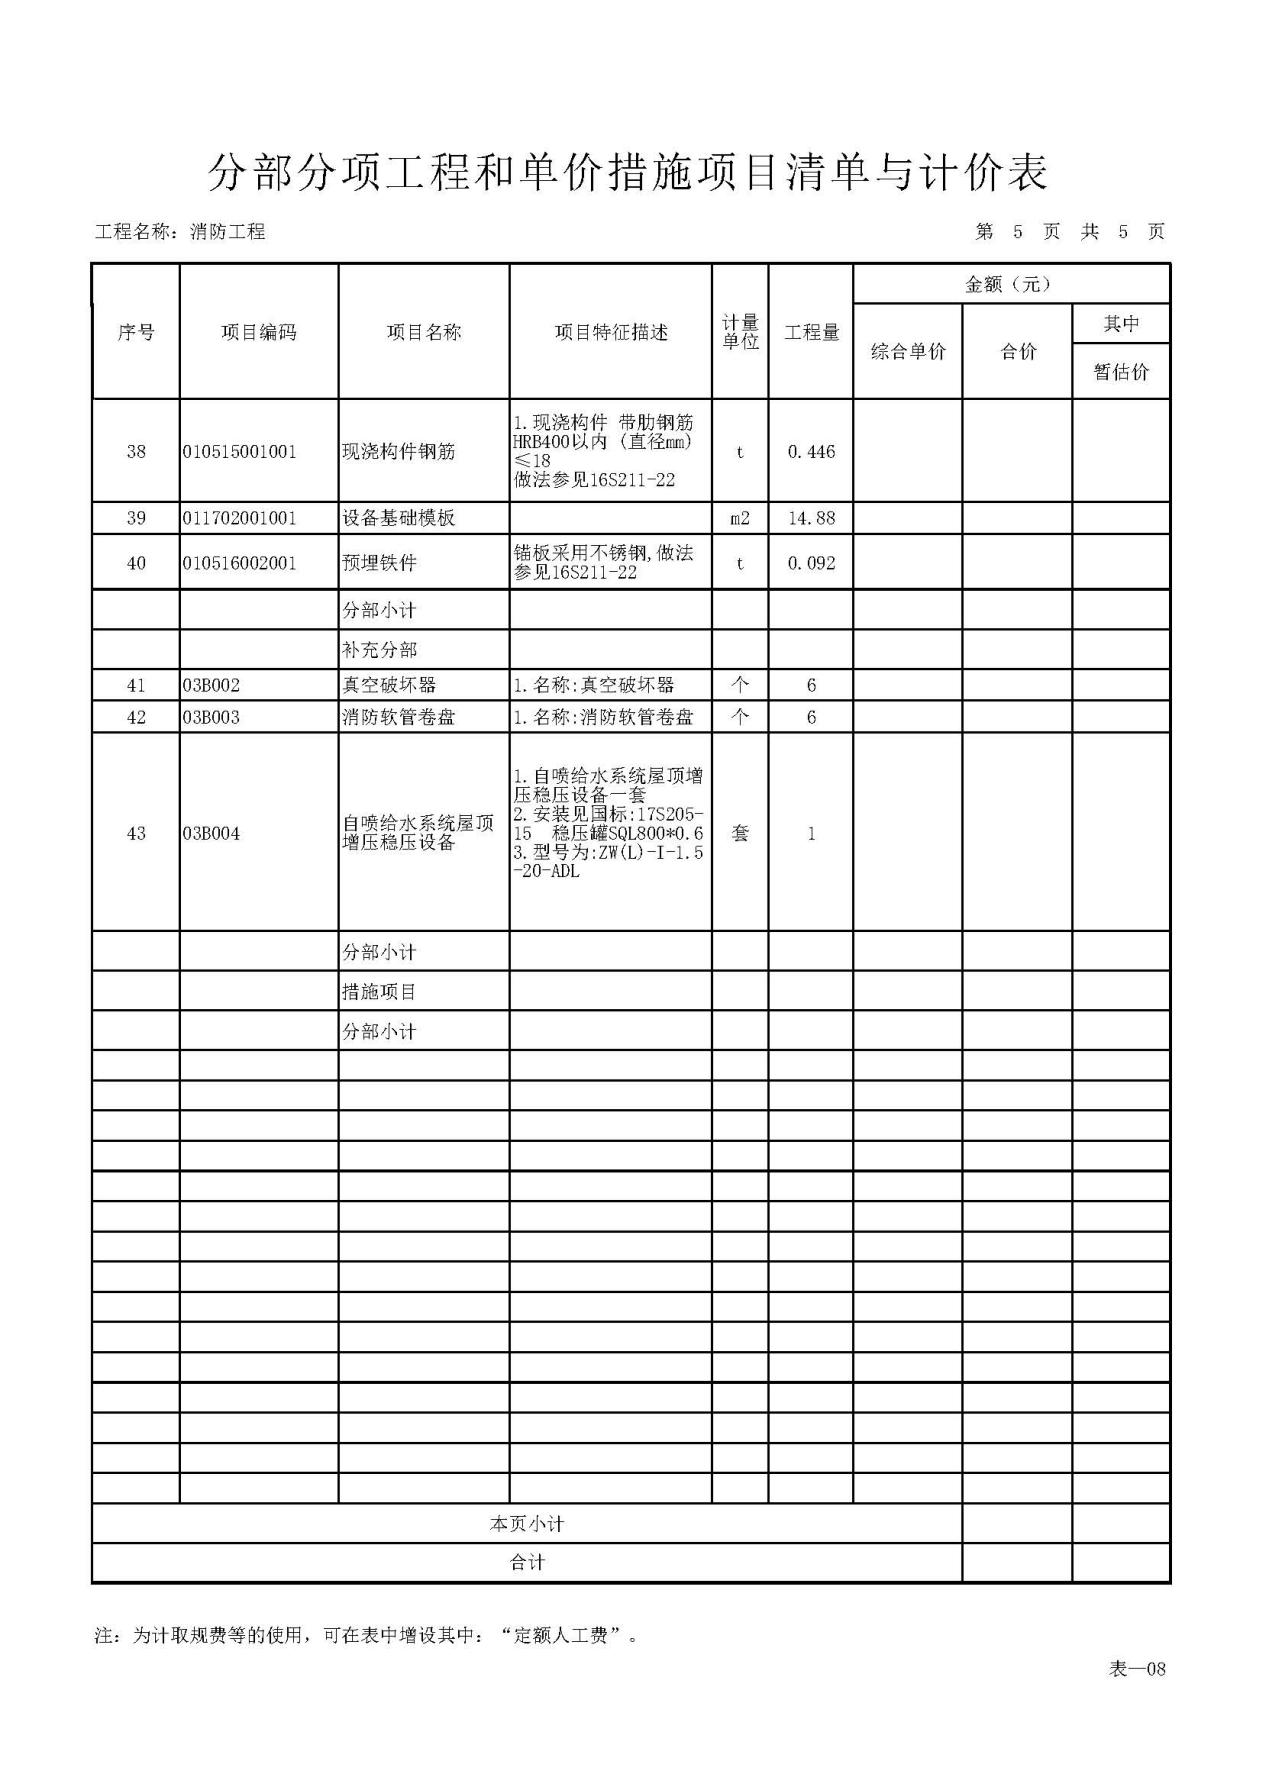 分部分项工程和单价措施项目清单与计价表
工程名称：消防工程 第 5 页 共 5 页
序号 项目编码 项目名称 项目特征描述 计量单位 工程量 金额（元）
综合单价 合价 其中
暂估价
38 010515001001 现浇构件钢筋 1.现浇构件 带肋钢筋
HRB400以内（直径mm）
≤18
做法参见16S211-22 t 0.446
39 011702001001 设备基础模板 m2 14.88
40 010516002001 预埋铁件 锚板采用不锈钢,做法
参见16S211-22 t 0.092
分部小计
补充分部
41 03B002 真空破坏器 1.名称:真空破坏器 个 6
42 03B003 消防软管卷盘 1.名称:消防软管卷盘 个 6
43 03B004 自喷给水系统屋顶
增压稳压设备 1.自喷给水系统屋顶增
压稳压设备一套
2.安装见国标:17S205-
15 稳压罐SQL800*0.6
3.型号为:ZW(L)-I-1.5
-20-ADL 套 1
分部小计
措施项目
分部小计
本页小计
合计
注：为计取规费等的使用，可在表中增设其中：“定额人工费”。
表—08